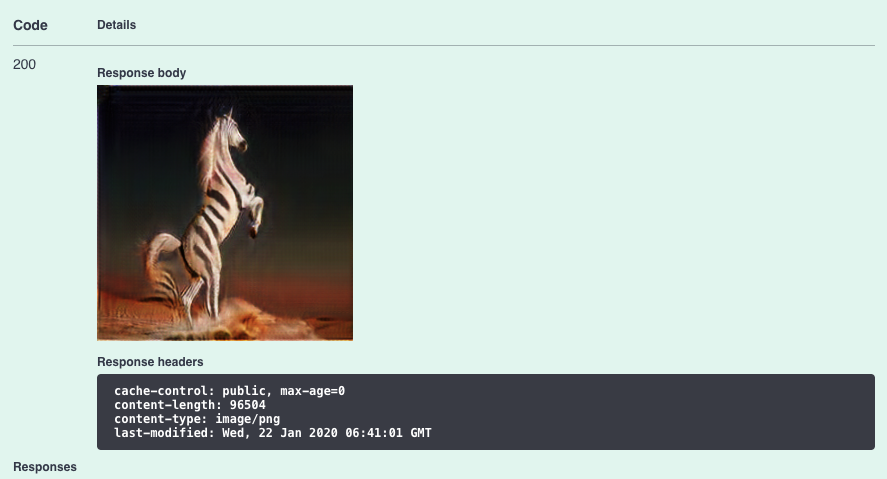 Code Details
200
Response body
Response headers
cache-control: public, max-age=0
content-length: 96504
content-type: image/png
last-modified: Wed, 22 Jan 2020 06:41:01 GMT
Responses